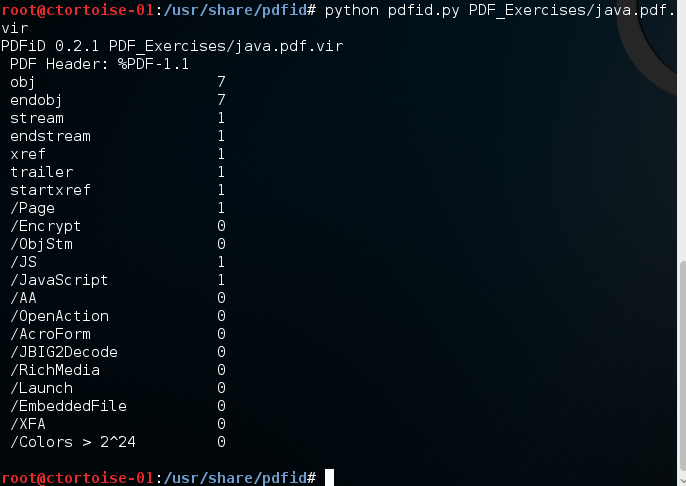 root@ctortoise-01:/usr/share/pdfid# python pdfid.py PDF_Exercises/java.pdf.
vir
PDFiD 0.2.1 PDF_Exercises/java.pdf.vir
PDF Header: %PDF-1.1
obj 7
endobj 7
stream 1
endstream 1
xref 1
trailer 1
startxref 1
/Page 1
/Encrypt 0
/ObjStm 0
/JS 1
/JavaScript 1
/AA 0
/OpenAction 0
/AcroForm 0
/JBIG2Decode 0
/RichMedia 0
/Launch 0
/EmbeddedFile 0
/XFA 0
/Colors > 2^24 0
root@ctortoise-01:/usr/share/pdfid#